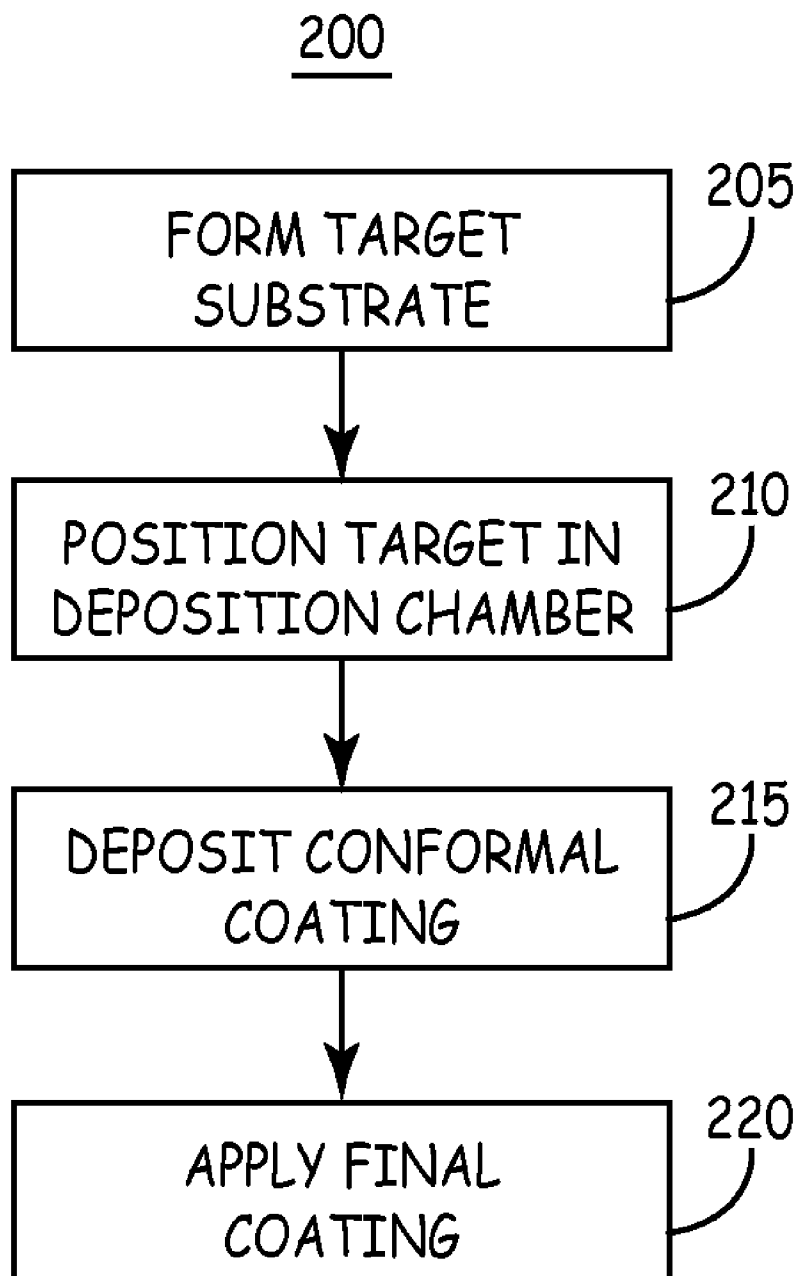 200
205
FORM TARGET
SUBSTRATE
210
POSITION TARGET IN
DEPOSITION CHAMBER
215
DEPOSIT CONFORMAL
COATING
220
APPLY FINAL
COATING